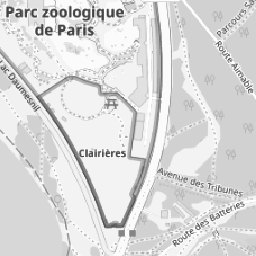 Parc zoologique
de Paris
Clairières
Avenue des Tribunes
Route des Batteries
Route Aimable